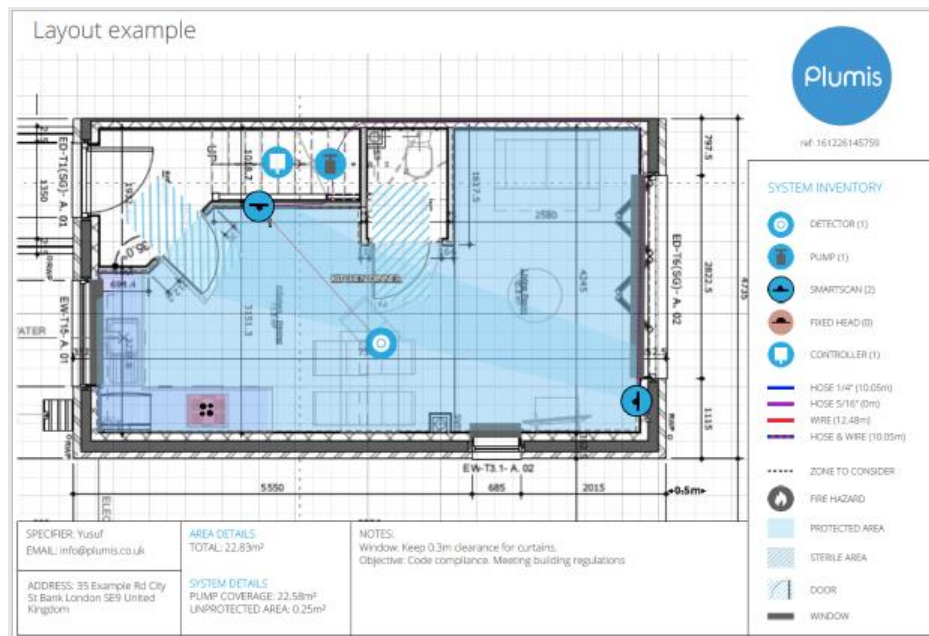 Layout example
Plumis
ref: 161226145759
SYSTEM INVENTORY
DETECTOR (1)
PUMP (1)
SMARTSCAN (2)
FIXED HEAD (0)
CONTROLLER (1)
HOSE 1/4" (10.05m)
HOSE 5/16" (0m)
WIRE (12.48m)
HOSE & WIRE (10.05m)
ZONE TO CONSIDER
FIRE HAZARD
PROTECTED AREA
STERILE AREA
DOOR
WINDOW
ED-T1(SG)- A. 01
1350
EW-T15- A. 01
UP
1617.5
2580
4245
3151.3
694.4
KITCHEN/DINNER
797.5
ED-T6(SG)- A. 02
2822.5
4735
1115
EW-T3.1- A. 02
5550
685
2015
0.5m
SPECIFIER: Yusuf
EMAIL: info@plumis.co.uk
ADDRESS: 35 Example Rd City
St Bank London SE9 United
Kingdom
AREA DETAILS
TOTAL: 22.83m²
SYSTEM DETAILS
PUMP COVERAGE: 22.58m²
UNPROTECTED AREA: 0.25m²
NOTES:
Window: Keep 0.3m clearance for curtains.
Objective: Code compliance. Meeting building regulations